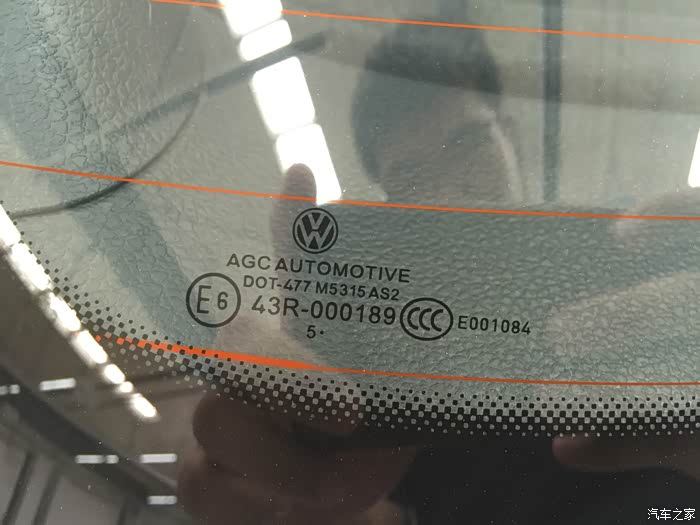 AGC AUTOMOTIVE
DOT-477 M5315 AS2
E6 43R-000189 CCC E001084
5·
汽车之家